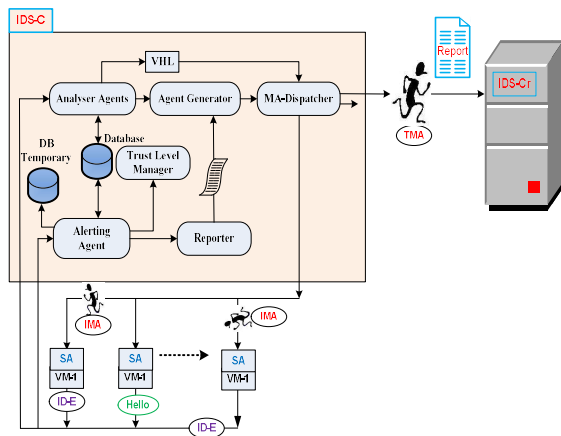 IDS-C
VHL
Report
Analyser Agents
Agent Generator
MA-Dispatcher
IDS-Cr
TMA
DB
Temporary
Database
Trust Level
Manager
Alerting
Agent
Reporter
IMA
IMA
SA
VM-1
SA
VM-1
SA
VM-1
ID-E
Hello
ID-E